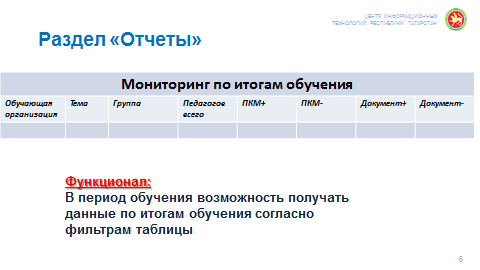 ЦЕНТР ИНФОРМАЦИОННЫХ
ТЕХНОЛОГИЙ РЕСПУБЛИКИ ТАТАРСТАН
Раздел «Отчеты»
Мониторинг по итогам обучения
Обучающая организация Тема Группа Педагогов всего ПКМ+ ПКМ- Документ+ Документ-
Функционал:
В период обучения возможность получать
данные по итогам обучения согласно
фильтрам таблицы
6